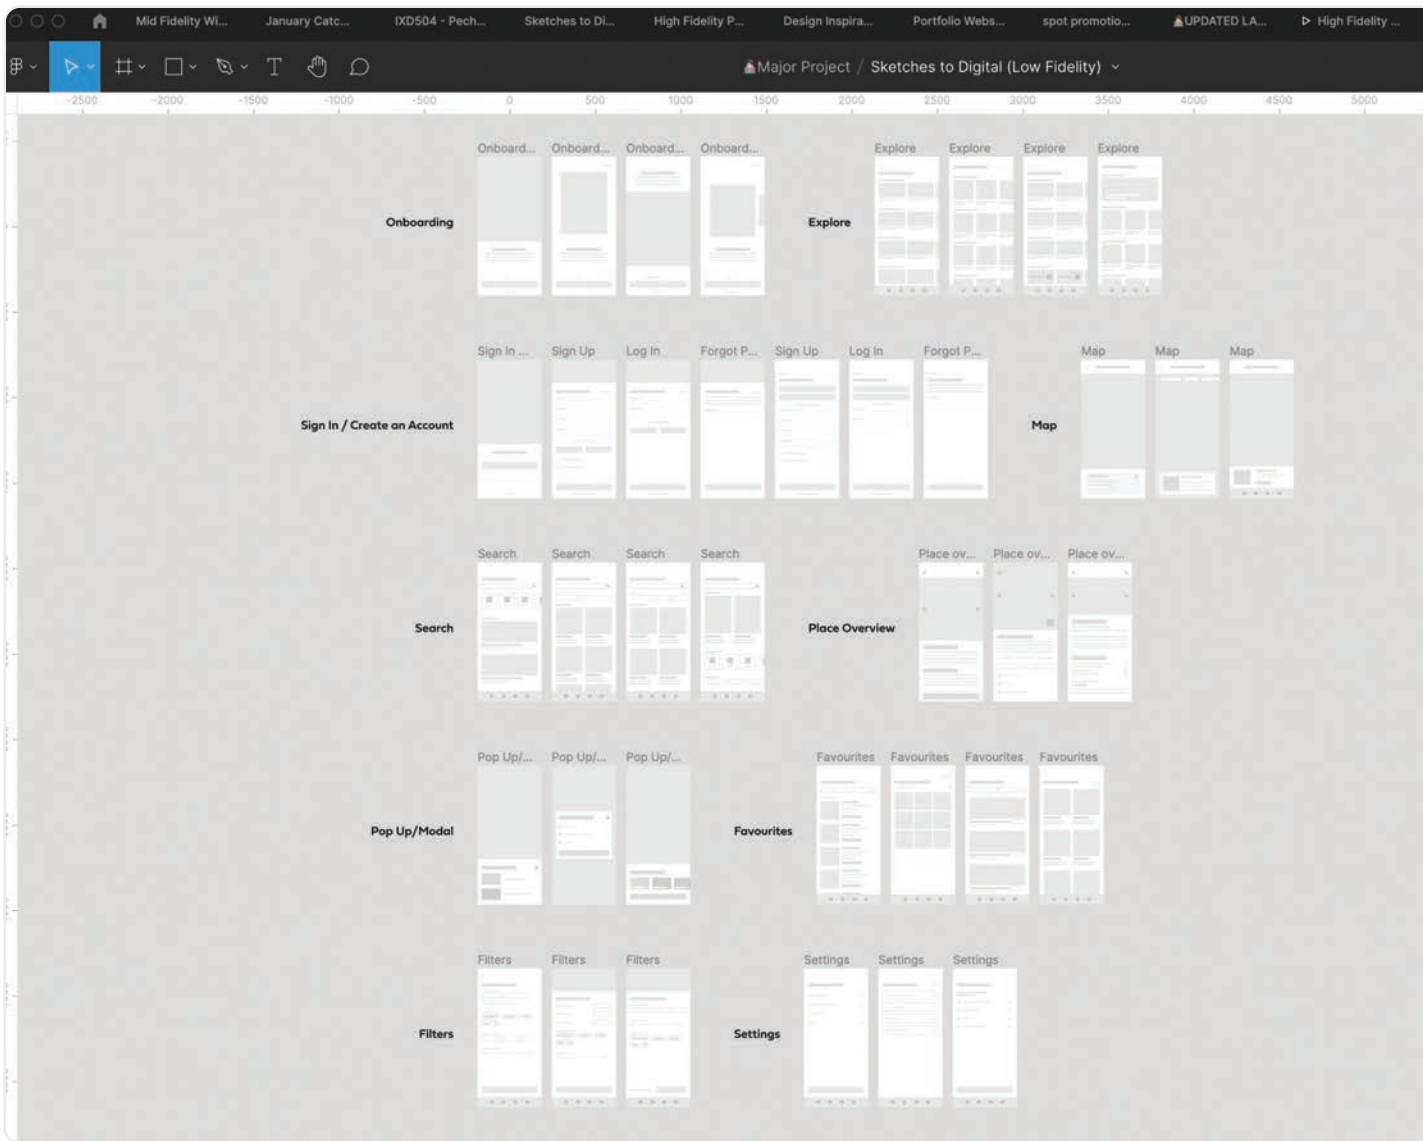 Mid Fidelity Wi... January Catc... IXD504 - Pech... Sketches to Di... High Fidelity P... Design Inspira... Portfolio Webs... spot promotio... UPDATED LA... High Fidelity ...
Major Project / Sketches to Digital (Low Fidelity)
-2500 -2000 -1500 -1000 -500 0 500 1000 1500 2000 2500 3000 3500 4000 4500 5000
Onboard... Onboard... Onboard... Onboard... Explore Explore Explore Explore
Onboarding Explore
Sign In ... Sign Up Log In Forgot P... Sign Up Log In Forgot P... Map Map Map
Sign In / Create an Account Map
Search Search Search Search Place ov... Place ov... Place ov...
Search Place Overview
Pop Up/... Pop Up/... Pop Up/... Favourites Favourites Favourites Favourites
Pop Up/Modal Favourites
Filters Filters Filters Settings Settings Settings
Filters Settings